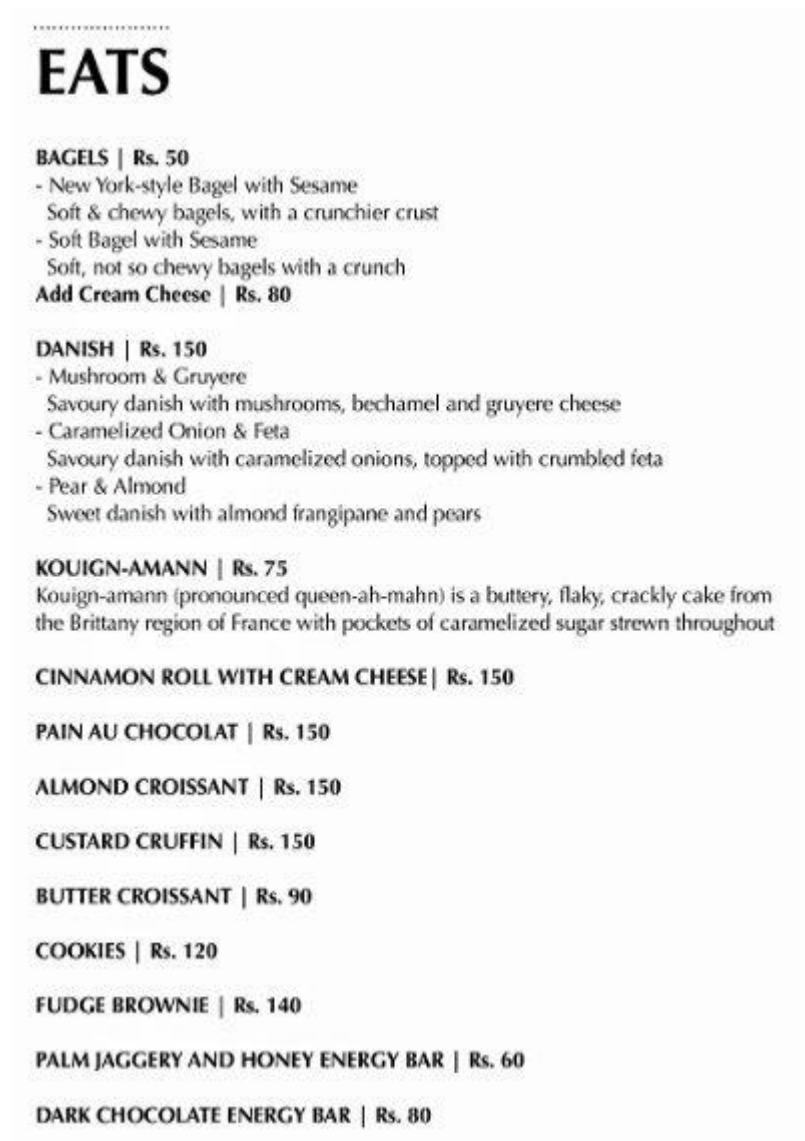 EATS
BAGELS | Rs. 50
- New York-style Bagel with Sesame
Soft & chewy bagels, with a crunchier crust
- Soft Bagel with Sesame
Soft, not so chewy bagels with a crunch
Add Cream Cheese | Rs. 80
DANISH | Rs. 150
- Mushroom & Gruyere
Savoury danish with mushrooms, bechamel and gruyere cheese
- Caramelized Onion & Feta
Savoury danish with caramelized onions, topped with crumbled feta
- Pear & Almond
Sweet danish with almond frangipane and pears
KOUIGN-AMANN | Rs. 75
Kouign-amann (pronounced queen-ah-mahn) is a buttery, flaky, crackly cake from
the Brittany region of France with pockets of caramelized sugar strewn throughout
CINNAMON ROLL WITH CREAM CHEESE| Rs. 150
PAIN AU CHOCOLAT | Rs. 150
ALMOND CROISSANT | Rs. 150
CUSTARD CRUFFIN | Rs. 150
BUTTER CROISSANT | Rs. 90
COOKIES | Rs. 120
FUDGE BROWNIE | Rs. 140
PALM JAGGERY AND HONEY ENERGY BAR | Rs. 60
DARK CHOCOLATE ENERGY BAR | Rs. 80